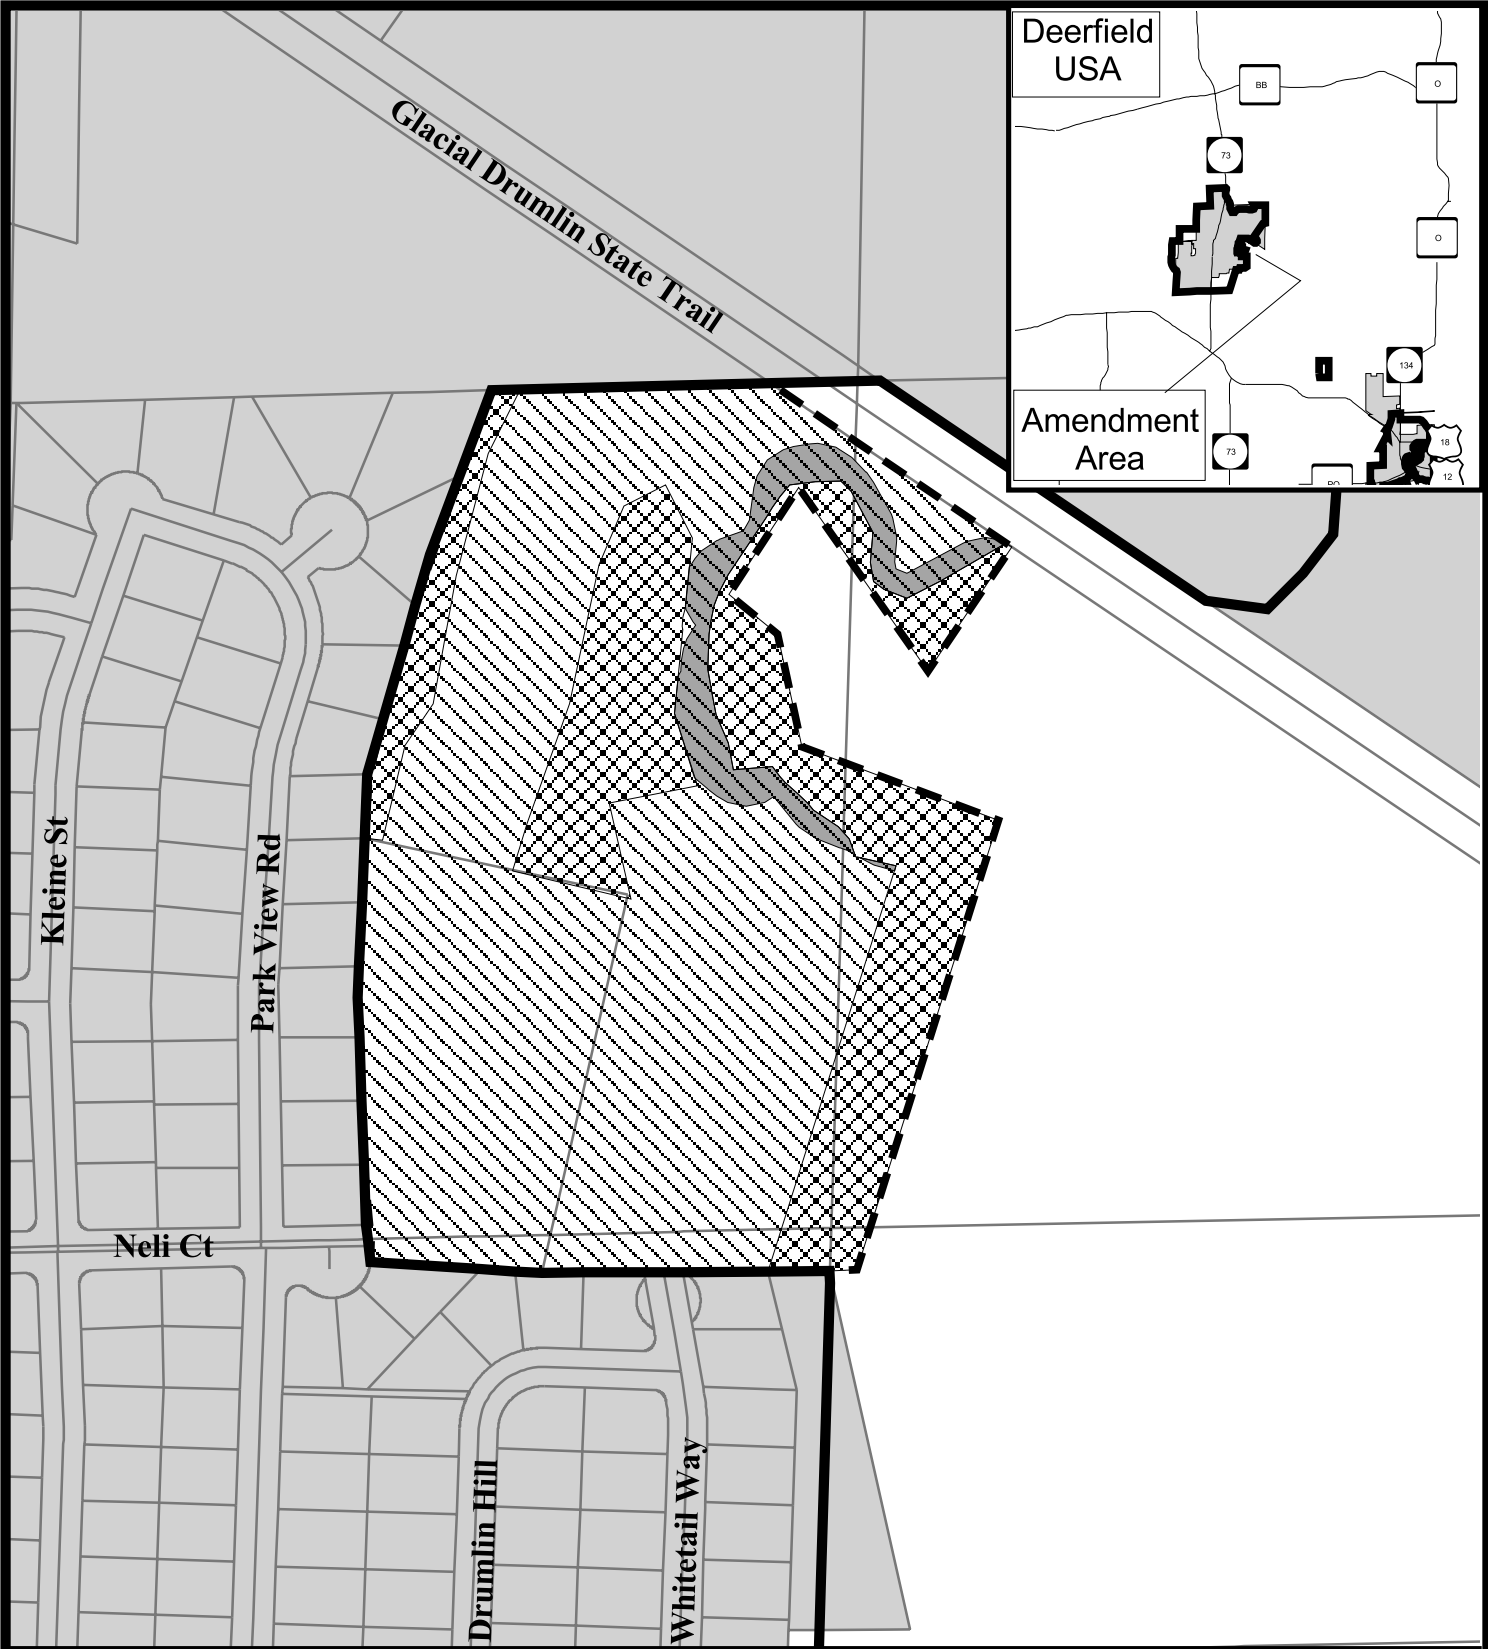 Deerfield
USA
BB
O
73
O
134
Amendment
Area
73
18
12
Glacial Drumlin State Trail
Kleine St
Park View Rd
Neli Ct
Drumlin Hill
Whitetail Way